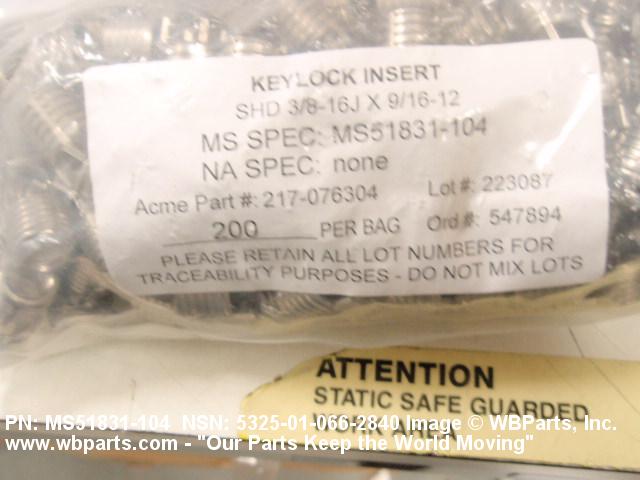 KEYLOCK INSERT
SHD 3/8-16J X 9/16-12
MS SPEC: MS51831-104
NA SPEC: none
Acme Part #: 217-076304 Lot #: 223087
200 PER BAG Ord #: 547894
PLEASE RETAIN ALL LOT NUMBERS FOR
TRACEABILITY PURPOSES - DO NOT MIX LOTS
ATTENTION
STATIC SAFE GUARDED
PN: MS51831-104 NSN: 5325-01-066-2840 Image © WBParts, Inc.
www.wbparts.com - "Our Parts Keep the World Moving"